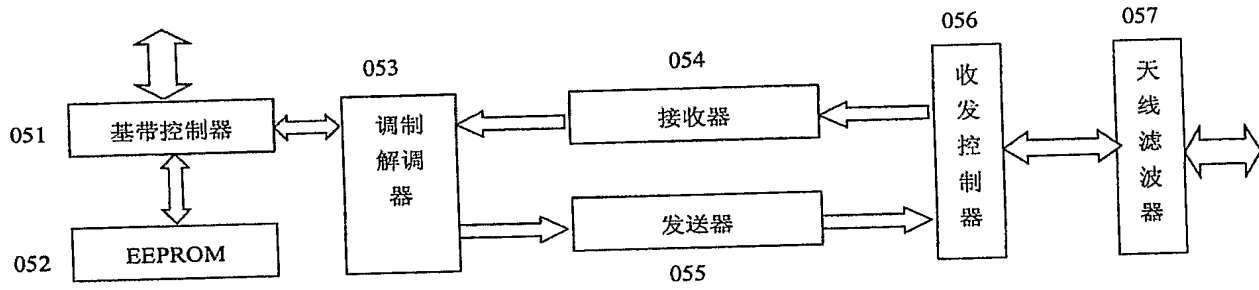 056
057
053
054
051
基带控制器
调制解调器
接收器
收发控制器
天线滤波器
052
EEPROM
发送器
055